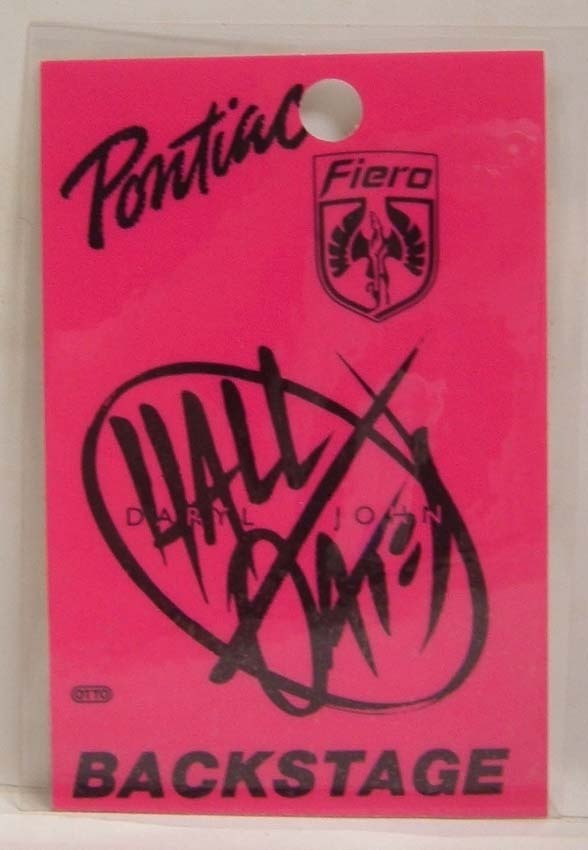 Pontiac
Fiero
HALL
DARYL JOHN
Oates
OTTO
BACKSTAGE